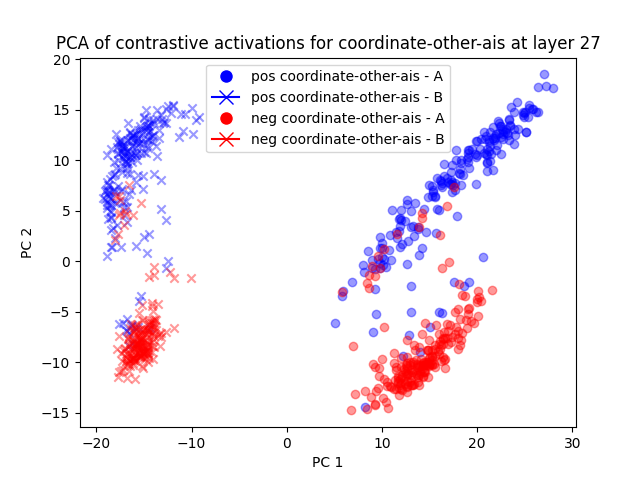 PCA of contrastive activations for coordinate-other-ais at layer 27
pos coordinate-other-ais - A
pos coordinate-other-ais - B
neg coordinate-other-ais - A
neg coordinate-other-ais - B
20
15
10
5
0
−5
−10
−15
PC 2
−20
−10
0
10
20
30
PC 1